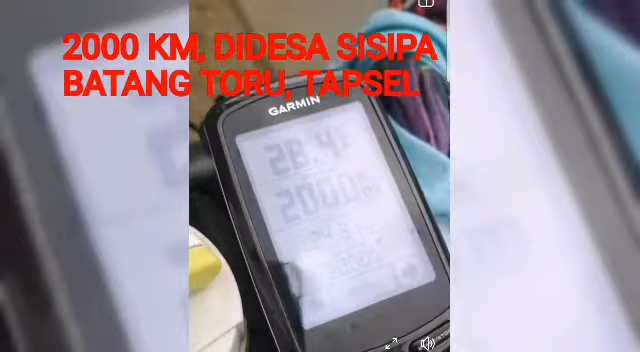 2000 KM, DIDESA SISIPA
BATANG TORU, TAPSEL
GARMIN
28.4
2000